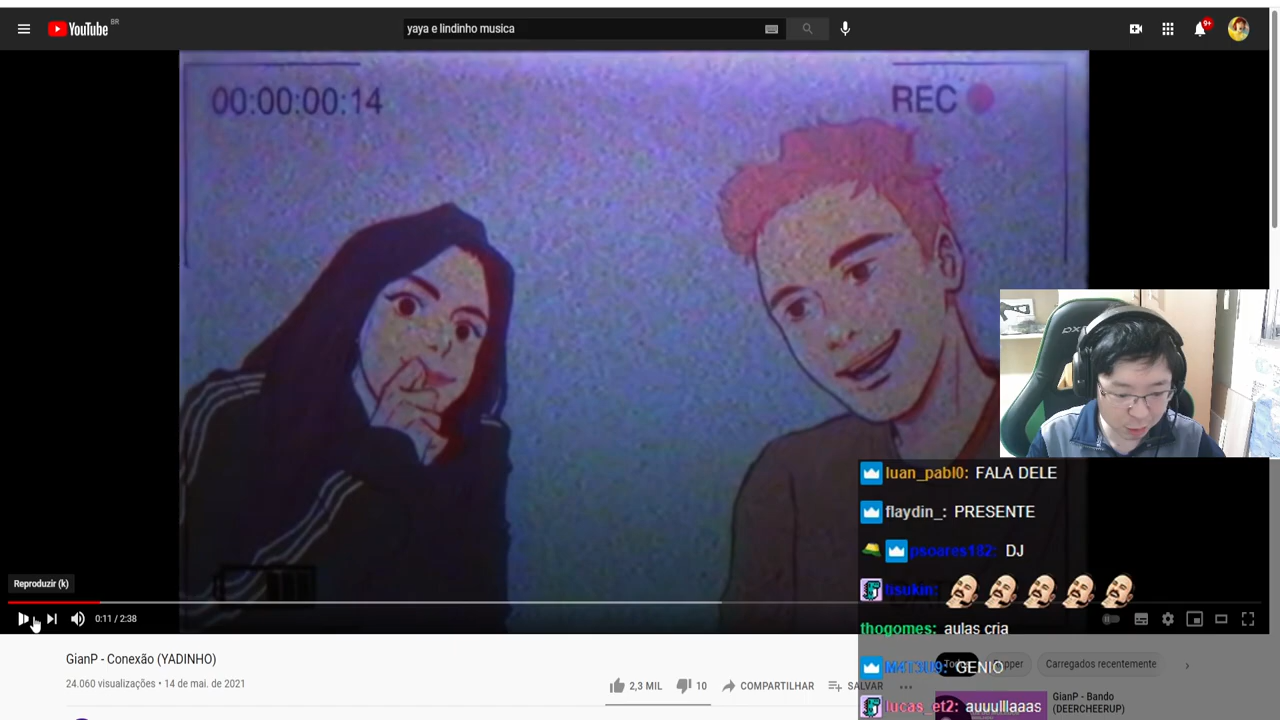 YouTube BR
yaya e lindinho musica
9+
00:00:00:14
REC
luan_pabl0: FALA DELE
flaydin_: PRESENTE
psoares182: DJ
tisukin:
thogomes: aulas cria
GENIO
lucas_et2: auuulllaaas
Reproduzir (k)
0:11 / 2:38
GianP - Conexão (YADINHO)
24.060 visualizações • 14 de mai. de 2021
2,3 MIL
10
COMPARTILHAR
SALVAR
Carregados recentemente
GianP - Bando
(DEERCHEERUP)